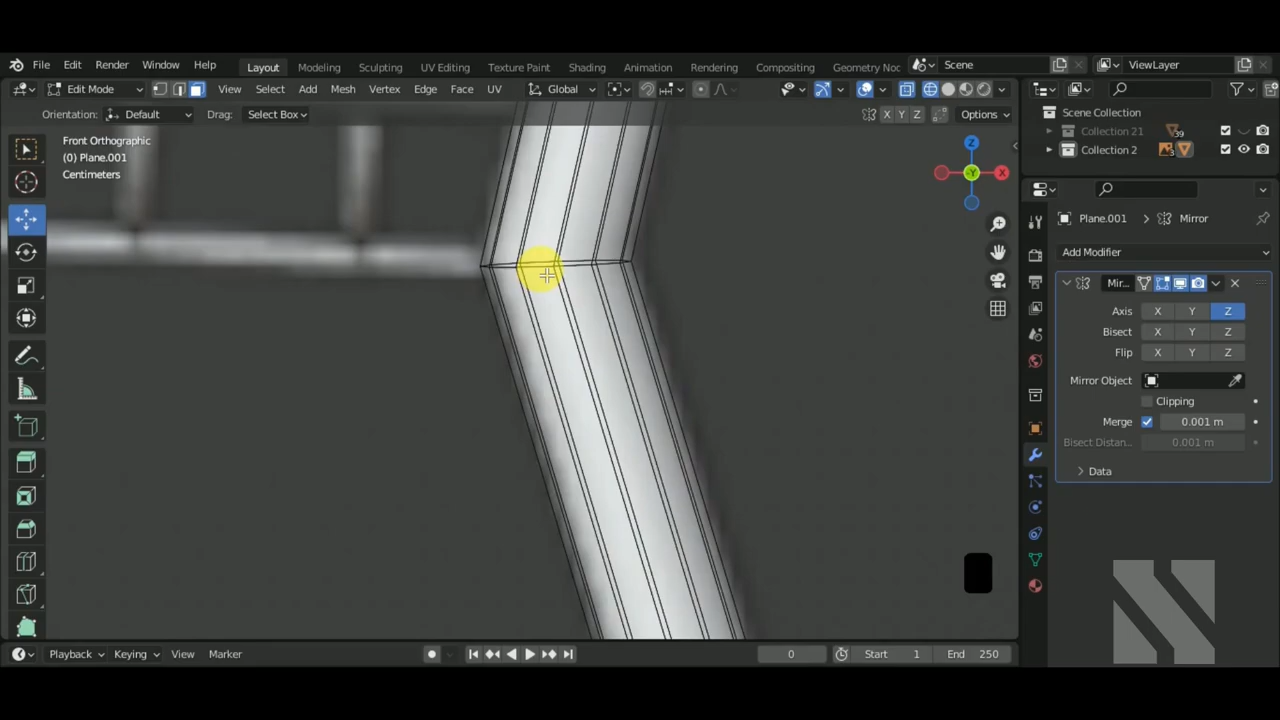 File Edit Render Window Help Layout Modeling Sculpting UV Editing Texture Paint Shading Animation Rendering Compositing Geometry Noc Scene ViewLayer
Edit Mode View Select Add Mesh Vertex Edge Face UV Global
Orientation: Default Drag: Select Box X Y Z Options
Scene Collection
Collection 21 39
Collection 2 3
Front Orthographic
(0) Plane.001
Centimeters
Z
X
Y
Plane.001 Mirror
Add Modifier
Mir...
Axis X Y Z
Bisect X Y Z
Flip X Y Z
Mirror Object
Clipping
Merge 0.001 m
Bisect Distan... 0.001 m
Data
Playback Keying View Marker 0 Start 1 End 250